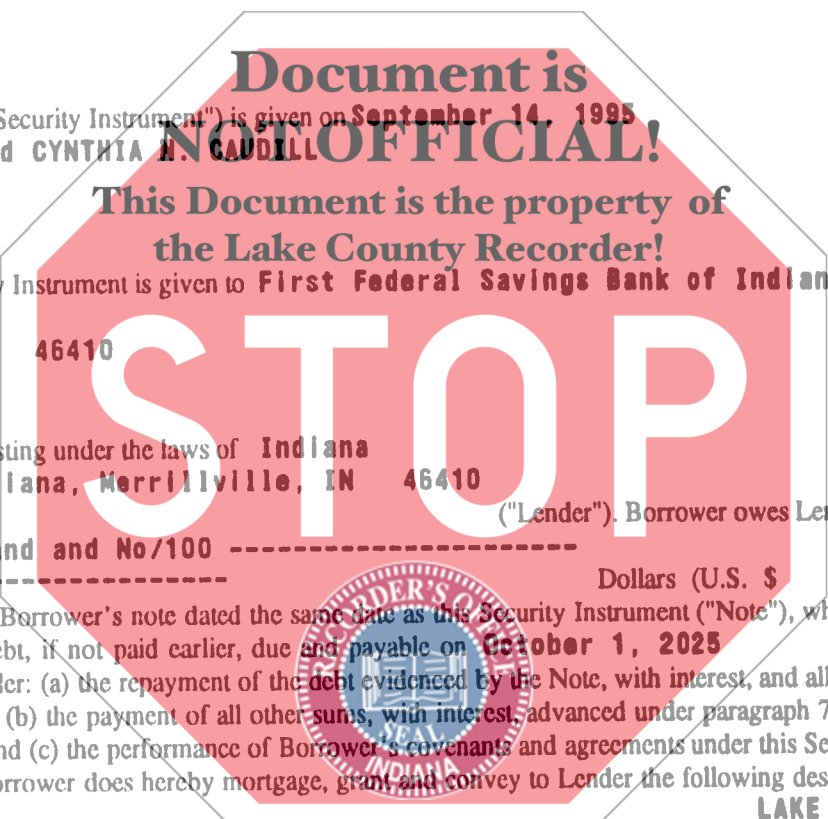 Document is
Security Instrument") is given on September 14, 1995
NOT OFFICIAL!
d CYNTHIA N. CAUDILL
This Document is the property of
the Lake County Recorder!
Instrument is given to First Federal Savings Bank of Indian
46410
STOP
sting under the laws of Indiana
iana, Merrillville, IN 46410
("Lender"). Borrower owes Len
and and No/100 ----------------------
----------------
Dollars (U.S. $
Borrower's note dated the same date as this Security Instrument ("Note"), wh
ebt, if not paid earlier, due and payable on October 1, 2025
der: (a) the repayment of the debt evidenced by the Note, with interest, and all
(b) the payment of all other sums, with interest, advanced under paragraph 7
nd (c) the performance of Borrower's covenants and agreements under this Se
orrower does hereby mortgage, grant and convey to Lender the following des
LAKE
RECORDER'S OFFICE
SEAL
INDIANA